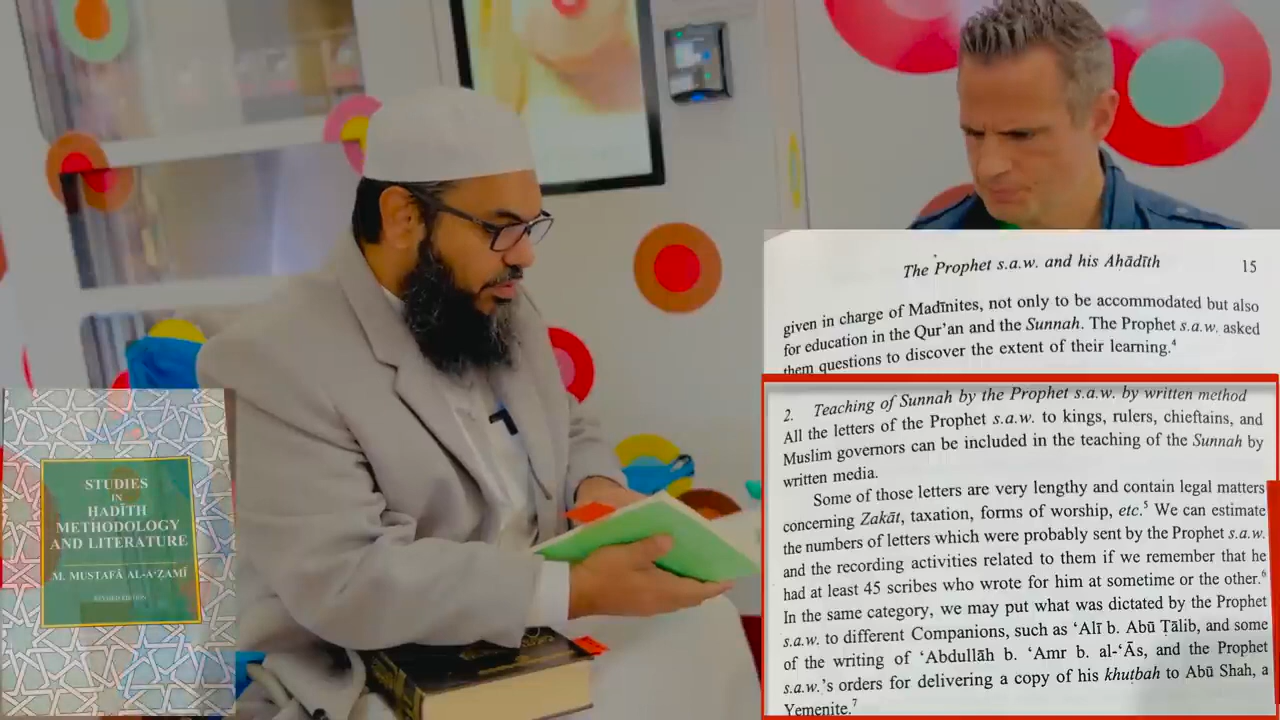 The Prophet s.a.w. and his Aḥādīth 15
given in charge of Madīnites, not only to be accommodated but also
for education in the Qur'an and the Sunnah. The Prophet s.a.w. asked
them questions to discover the extent of their learning.⁴
2. Teaching of Sunnah by the Prophet s.a.w. by written method
All the letters of the Prophet s.a.w. to kings, rulers, chieftains, and
Muslim governors can be included in the teaching of the Sunnah by
written media.
Some of those letters are very lengthy and contain legal matters
concerning Zakāt, taxation, forms of worship, etc.⁵ We can estimate
the numbers of letters which were probably sent by the Prophet s.a.w.
and the recording activities related to them if we remember that he
had at least 45 scribes who wrote for him at sometime or the other.⁶
In the same category, we may put what was dictated by the Prophet
s.a.w. to different Companions, such as ‘Alī b. Abū Ṭālib, and some
of the writing of ‘Abdullāh b. ‘Amr b. al-‘Ās, and the Prophet
s.a.w.'s orders for delivering a copy of his khuṭbah to Abū Shah, a
Yemenite.⁷
STUDIES
IN
HADĪTH
METHODOLOGY
AND LITERATURE
M. MUSTAFĀ AL-A‘ZAMĪ
REVISED EDITION